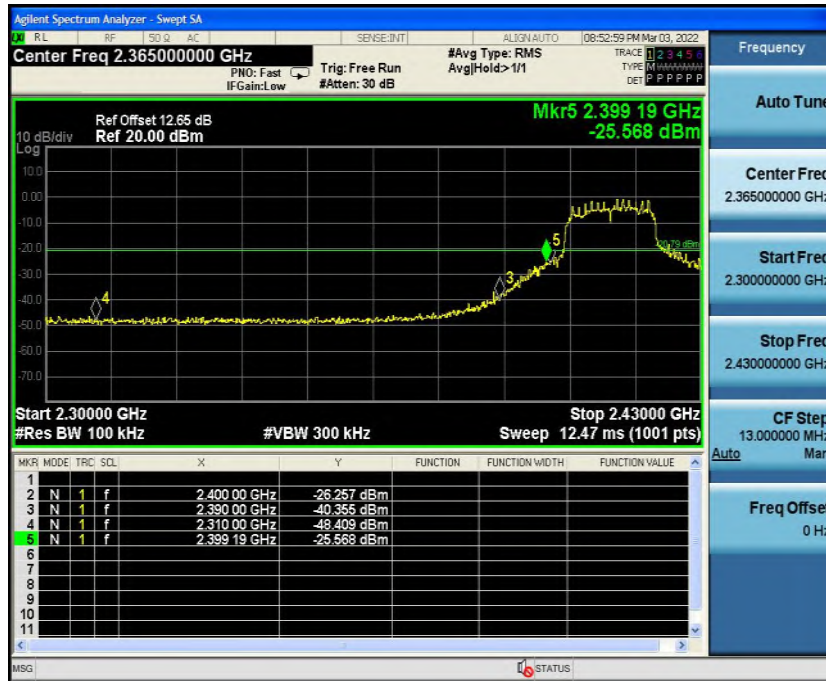 Agilent Spectrum Analyzer - Swept SA
RL RF 50 Ω AC SENSE:INT ALIGNAUTO 08:52:59 PM Mar 03, 2022
Center Freq 2.365000000 GHz
PNO: Fast
IFGain:Low
Trig: Free Run
#Atten: 30 dB
#Avg Type: RMS
Avg|Hold:>1/1
TRACE 1 2 3 4 5 6
TYPE M
DET P P P P P P
Ref Offset 12.65 dB
10 dB/div Ref 20.00 dBm
Log
Mkr5 2.399 19 GHz
-25.568 dBm
10.0
0.00
-10.0
-20.0
-30.0
-40.0
-50.0
-60.0
-70.0
4
3
5
Start 2.30000 GHz Stop 2.43000 GHz
#Res BW 100 kHz #VBW 300 kHz Sweep 12.47 ms (1001 pts)
MKR MODE TRC SCL X Y FUNCTION FUNCTION WIDTH FUNCTION VALUE
1
2 N 1 f 2.400 00 GHz -26.257 dBm
3 N 1 f 2.390 00 GHz -40.355 dBm
4 N 1 f 2.310 00 GHz -48.409 dBm
5 N 1 f 2.399 19 GHz -25.568 dBm
6
7
8
9
10
11
MSG STATUS
Frequency
Auto Tune
Center Freq
2.365000000 GHz
Start Freq
2.300000000 GHz
Stop Freq
2.430000000 GHz
CF Step
13.000000 MHz
Auto Man
Freq Offset
0 Hz